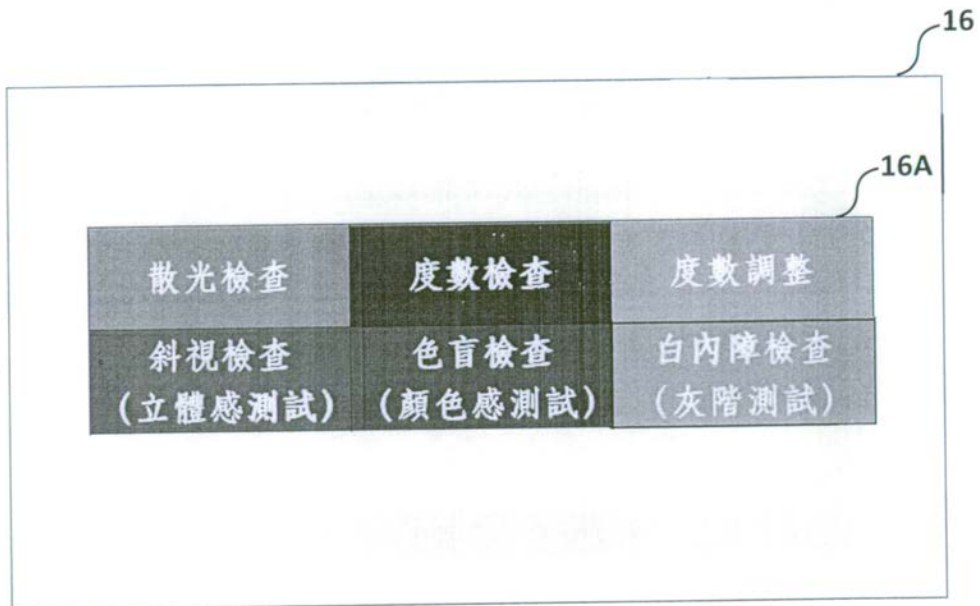 16
16A
散光檢查
度數檢查
度數調整
斜視檢查
(立體感測試)
色盲檢查
(顏色感測試)
白內障檢查
(灰階測試)